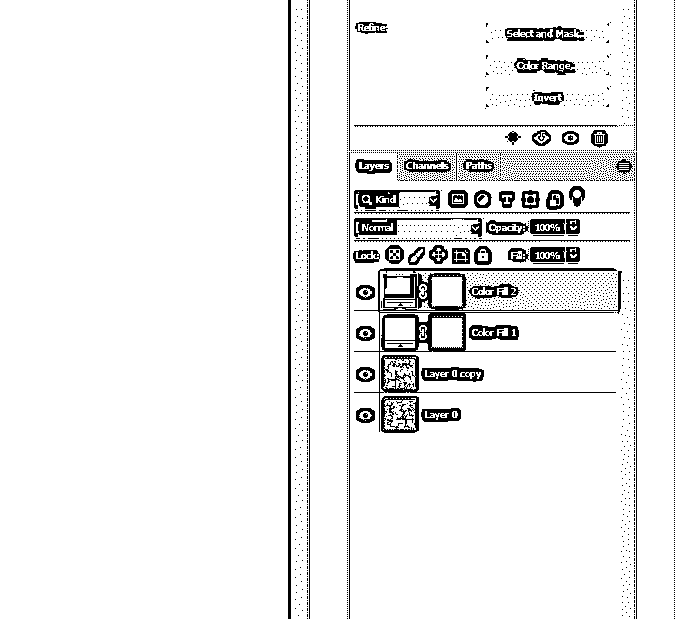 Refine:
Select and Mask...
Color Range...
Invert
Layers Channels Paths
Kind
Normal Opacity: 100%
Lock: Fill: 100%
Color Fill 2
Color Fill 1
Layer 0 copy
Layer 0